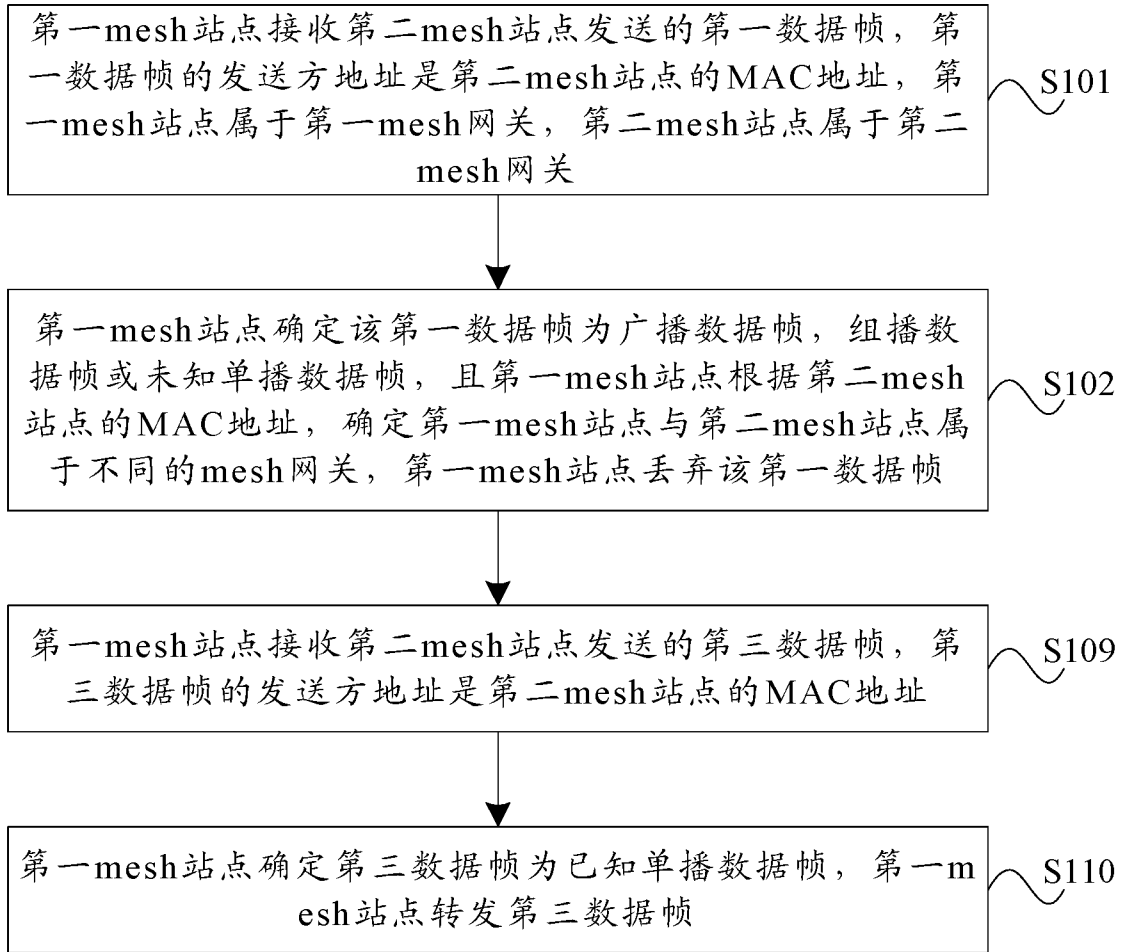 第一mesh站点接收第二mesh站点发送的第一数据帧，第
一数据帧的发送方地址是第二mesh站点的MAC地址，第
一mesh站点属于第一mesh网关，第二mesh站点属于第二
mesh网关
S101
第一mesh站点确定该第一数据帧为广播数据帧，组播数
据帧或未知单播数据帧，且第一mesh站点根据第二mesh
站点的MAC地址，确定第一mesh站点与第二mesh站点属
于不同的mesh网关，第一mesh站点丢弃该第一数据帧
S102
第一mesh站点接收第二mesh站点发送的第三数据帧，第
三数据帧的发送方地址是第二mesh站点的MAC地址
S109
第一mesh站点确定第三数据帧为已知单播数据帧，第一m
esh站点转发第三数据帧
S110